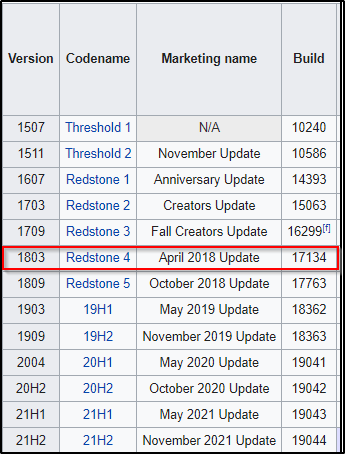 Version Codename Marketing name Build
1507 Threshold 1 N/A 10240
1511 Threshold 2 November Update 10586
1607 Redstone 1 Anniversary Update 14393
1703 Redstone 2 Creators Update 15063
1709 Redstone 3 Fall Creators Update 16299[f]
1803 Redstone 4 April 2018 Update 17134
1809 Redstone 5 October 2018 Update 17763
1903 19H1 May 2019 Update 18362
1909 19H2 November 2019 Update 18363
2004 20H1 May 2020 Update 19041
20H2 20H2 October 2020 Update 19042
21H1 21H1 May 2021 Update 19043
21H2 21H2 November 2021 Update 19044